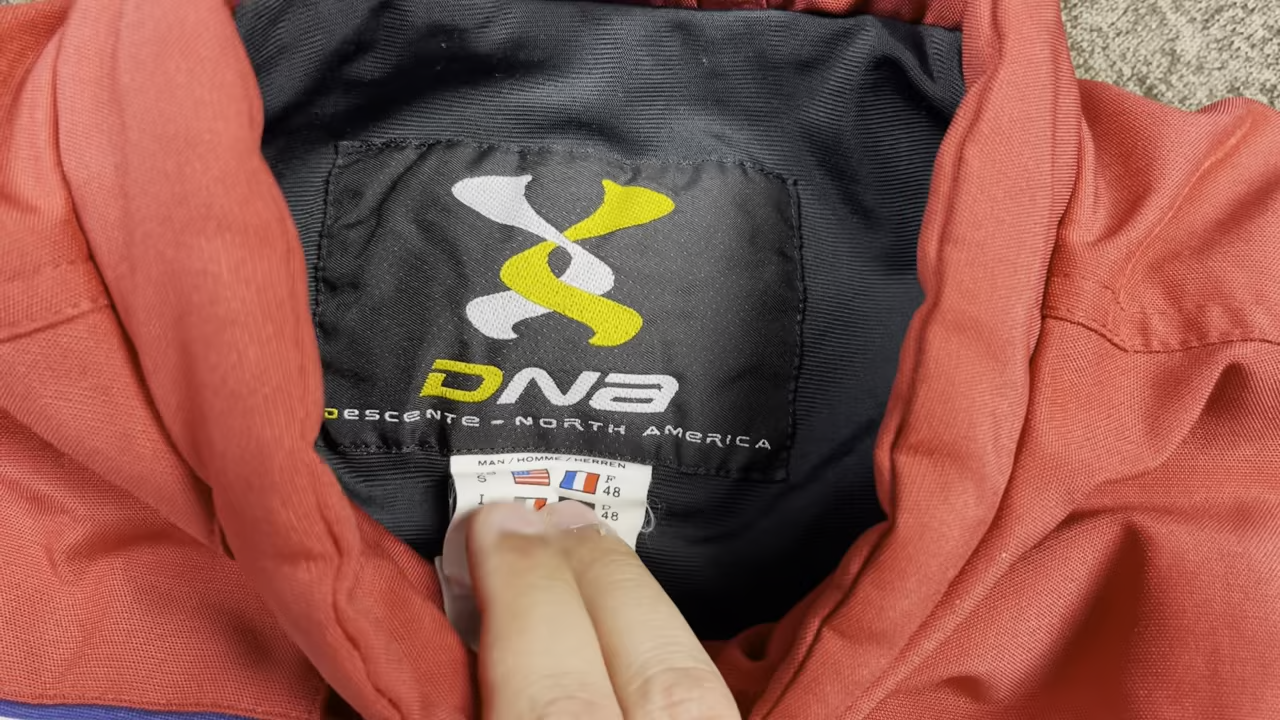 DNA
DESCENTE - NORTH AMERICA
MAN / HOMME / HERREN
S F
48
I D
48